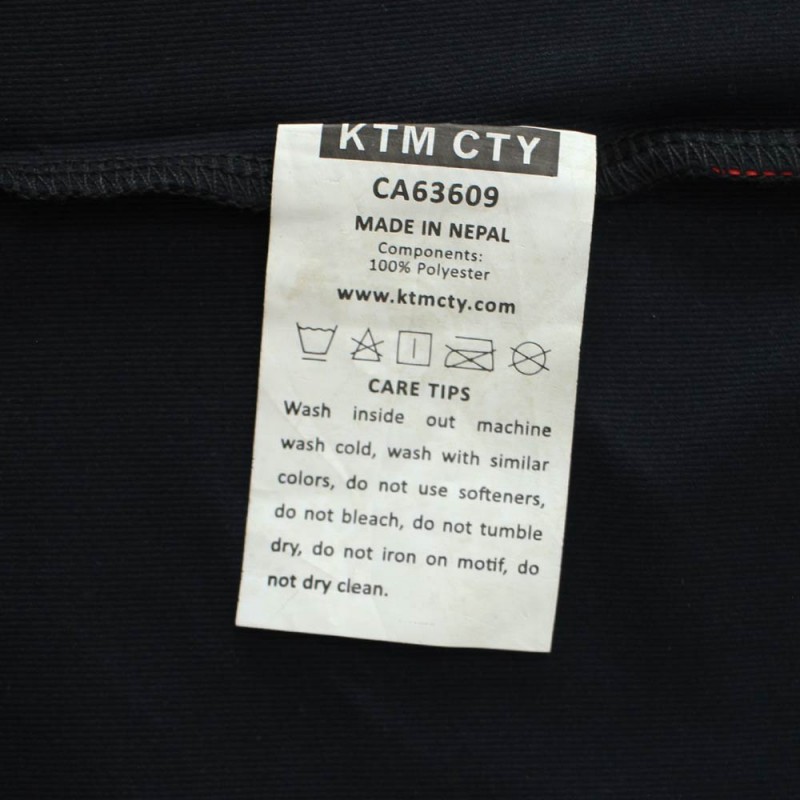 KTM CTY
CA63609
MADE IN NEPAL
Components:
100% Polyester
www.ktmcty.com
CARE TIPS
Wash inside out machine
wash cold, wash with similar
colors, do not use softeners,
do not bleach, do not tumble
dry, do not iron on motif, do
not dry clean.